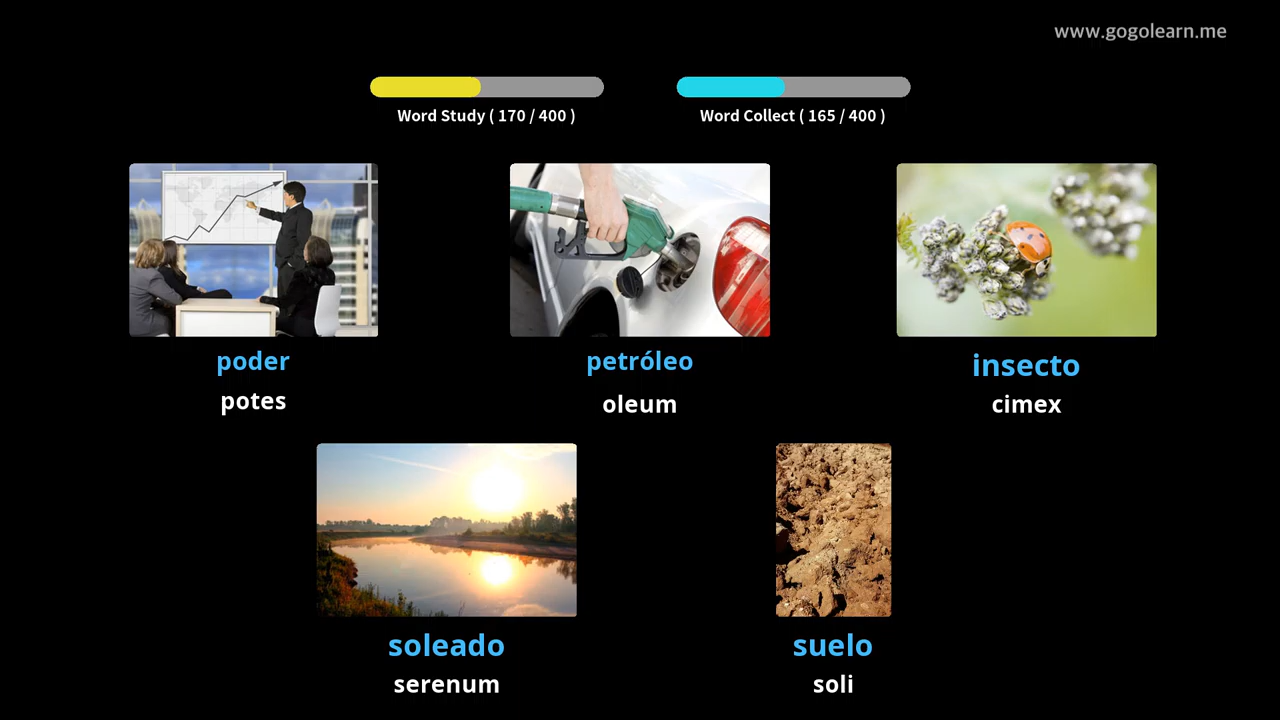 www.gogolearn.me
Word Study ( 170 / 400 )
Word Collect ( 165 / 400 )
poder
potes
petróleo
oleum
insecto
cimex
soleado
serenum
suelo
soli